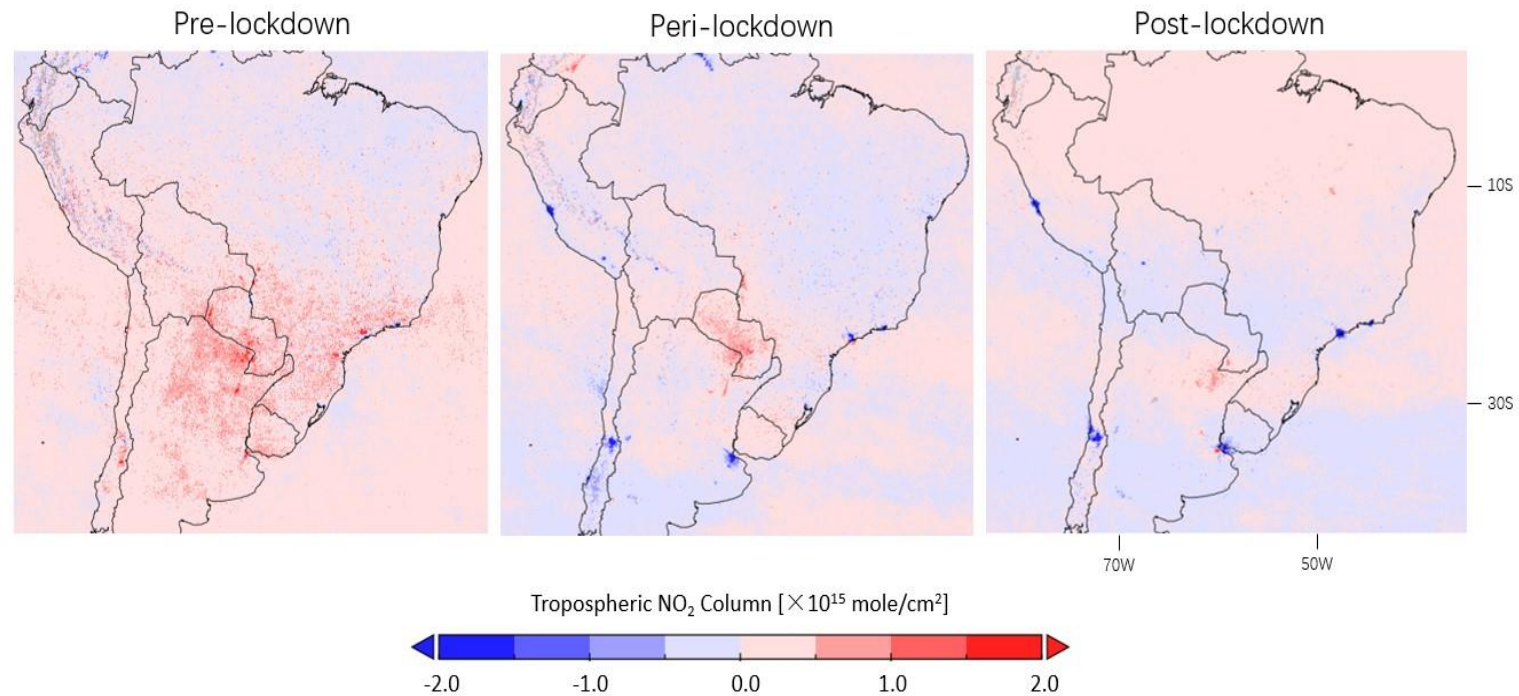 Pre-lockdown
Peri-lockdown
Post-lockdown
10S
30S
70W
50W
Tropospheric NO₂ Column [×10¹⁵ mole/cm²]
-2.0
-1.0
0.0
1.0
2.0